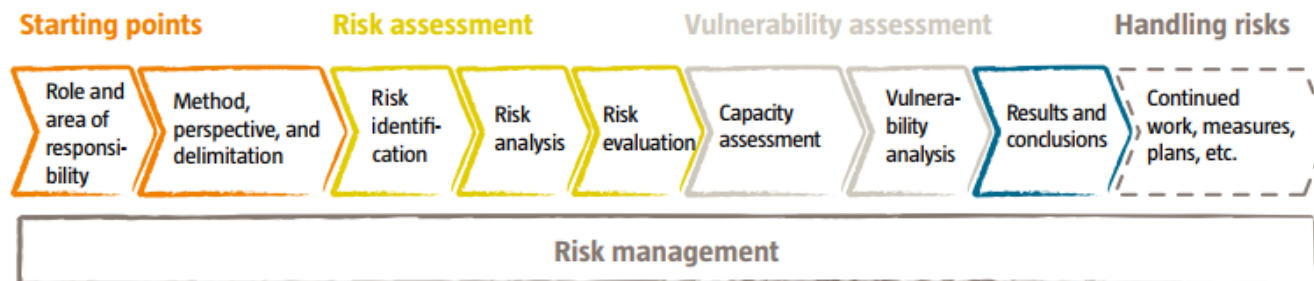 Starting points
Risk assessment
Vulnerability assessment
Handling risks
Role and
area of
responsi-
bility
Method,
perspective, and
delimitation
Risk
identifi-
cation
Risk
analysis
Risk
evaluation
Capacity
assessment
Vulnera-
bility
analysis
Results and
conclusions
Continued
work, measures,
plans, etc.
Risk management